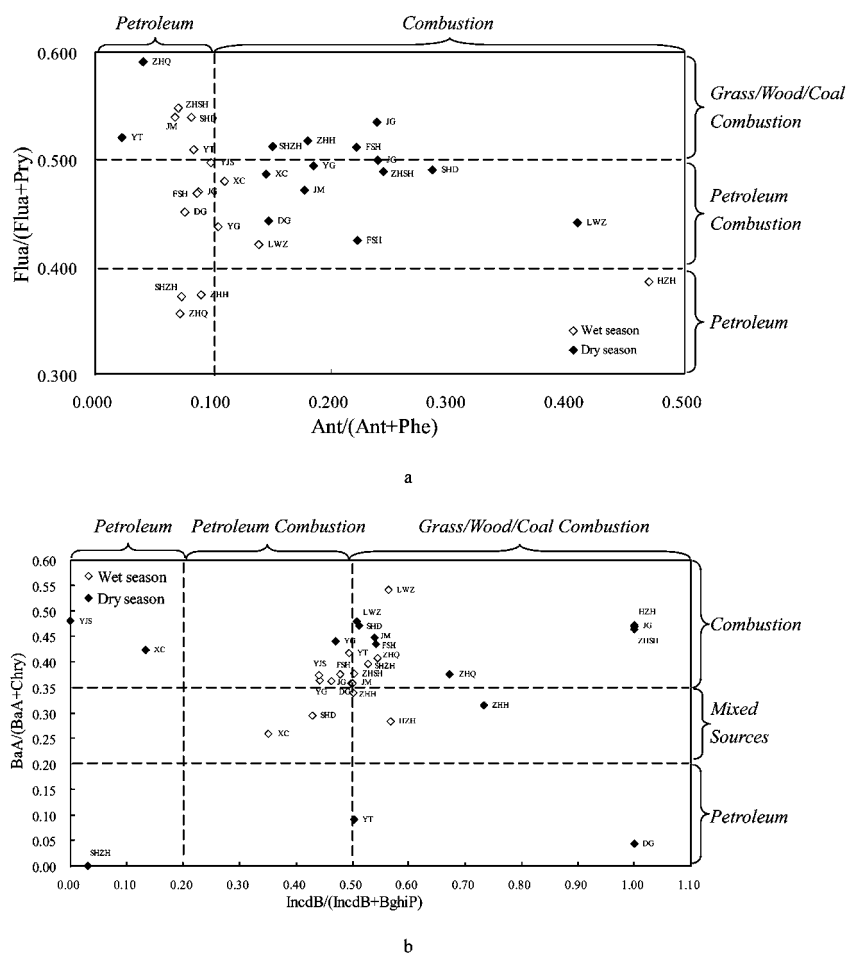 Petroleum Combustion
0.600
ZHQ
ZHSH
JM SHD
JG
Grass/Wood/Coal
Combustion
YT
YT
SHZH
ZHH
FSH
0.500
YJS
JG
XC
XC
YG
ZHSH
SHD
FSH JG
JM
Petroleum
Combustion
DG
YG
DG
LWZ
LWZ
FSH
0.400
SHZH
ZHH
HZH
ZHQ
Petroleum
Wet season
Dry season
0.300
0.000 0.100 0.200 0.300 0.400 0.500
Flua/(Flua+Pry)
Ant/(Ant+Phe)
a
Petroleum Petroleum Combustion Grass/Wood/Coal Combustion
0.60
Wet season
Dry season
0.55
LWZ
0.50
YJS
LWZ
HZH
SHD
JG
0.45
YG
JM
FSH
ZHSH
Combustion
XC
YT
ZHQ
0.40
YJS
FSH
SHZH
ZHSH
ZHQ
0.35
YG
JG
DG
JM
ZHH
0.30
SHD
HZH
ZHH
Mixed
Sources
0.25
XC
0.20
0.15
0.10
YT
Petroleum
0.05
DG
SHZH
0.00
0.00 0.10 0.20 0.30 0.40 0.50 0.60 0.70 0.80 0.90 1.00 1.10
BaA/(BaA+Chry)
IncdB/(IncdB+BghiP)
b